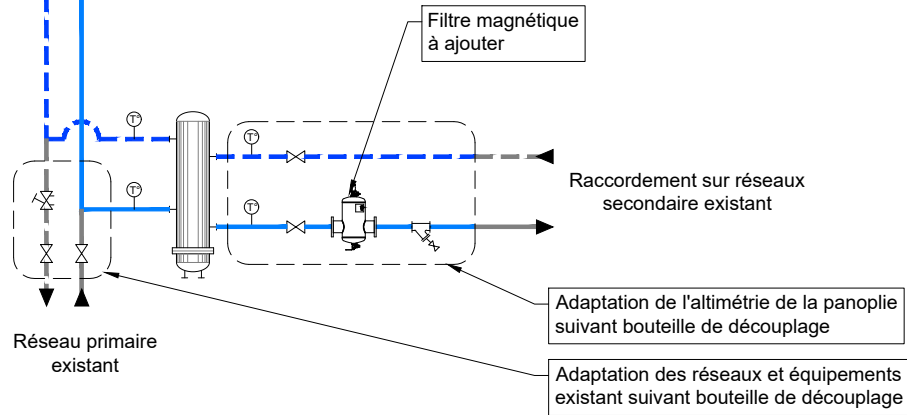 Filtre magnétique
à ajouter
T°
T°
T°
T°
Raccordement sur réseaux
secondaire existant
Adaptation de l'altimétrie de la panoplie
suivant bouteille de découplage
Réseau primaire
existant
Adaptation des réseaux et équipements
existant suivant bouteille de découplage